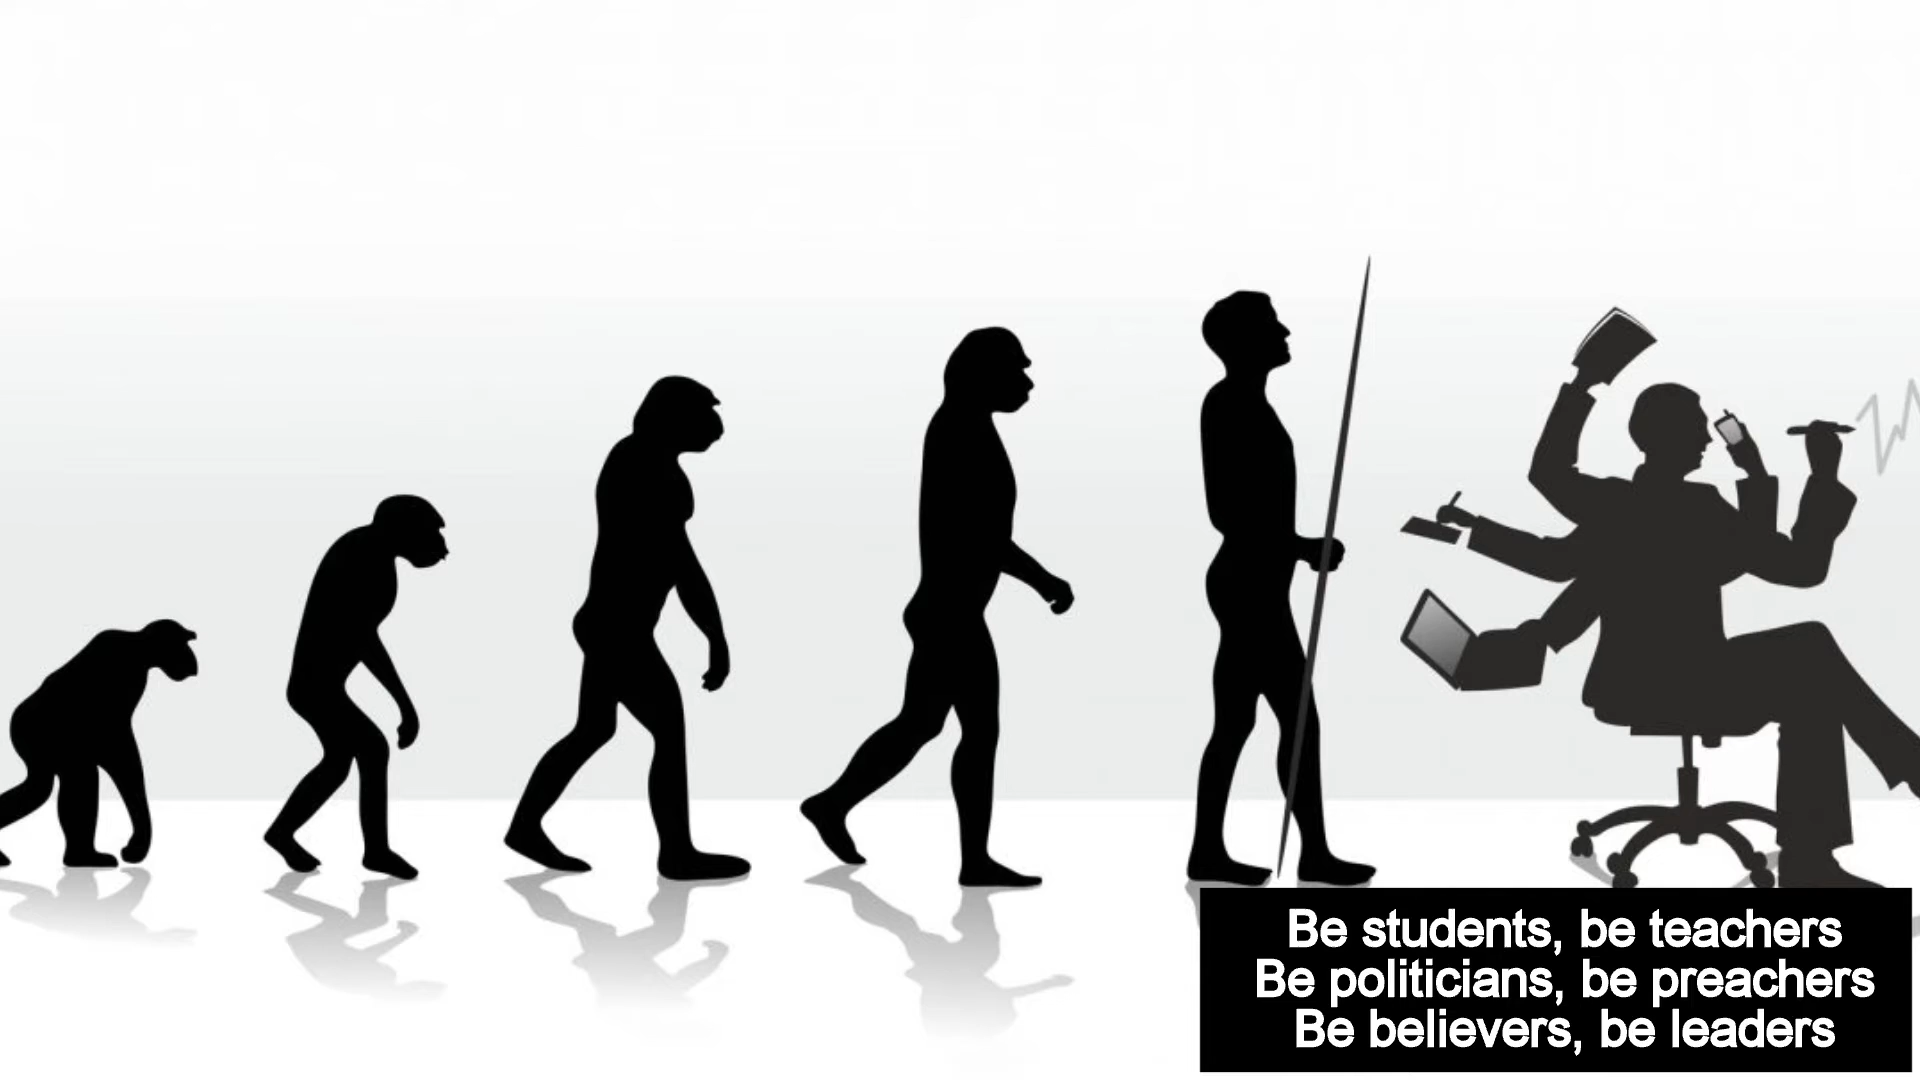 Be students, be teachers
Be politicians, be preachers
Be believers, be leaders